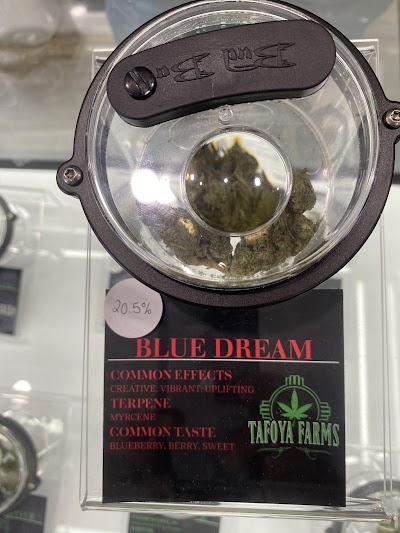 Bud Ba
20.5%
BLUE DREAM
COMMON EFFECTS
CREATIVE, VIBRANT, UPLIFTING
TERPENE
MYRCENE
COMMON TASTE
BLUEBERRY, BERRY, SWEET
TAFOYA FARMS